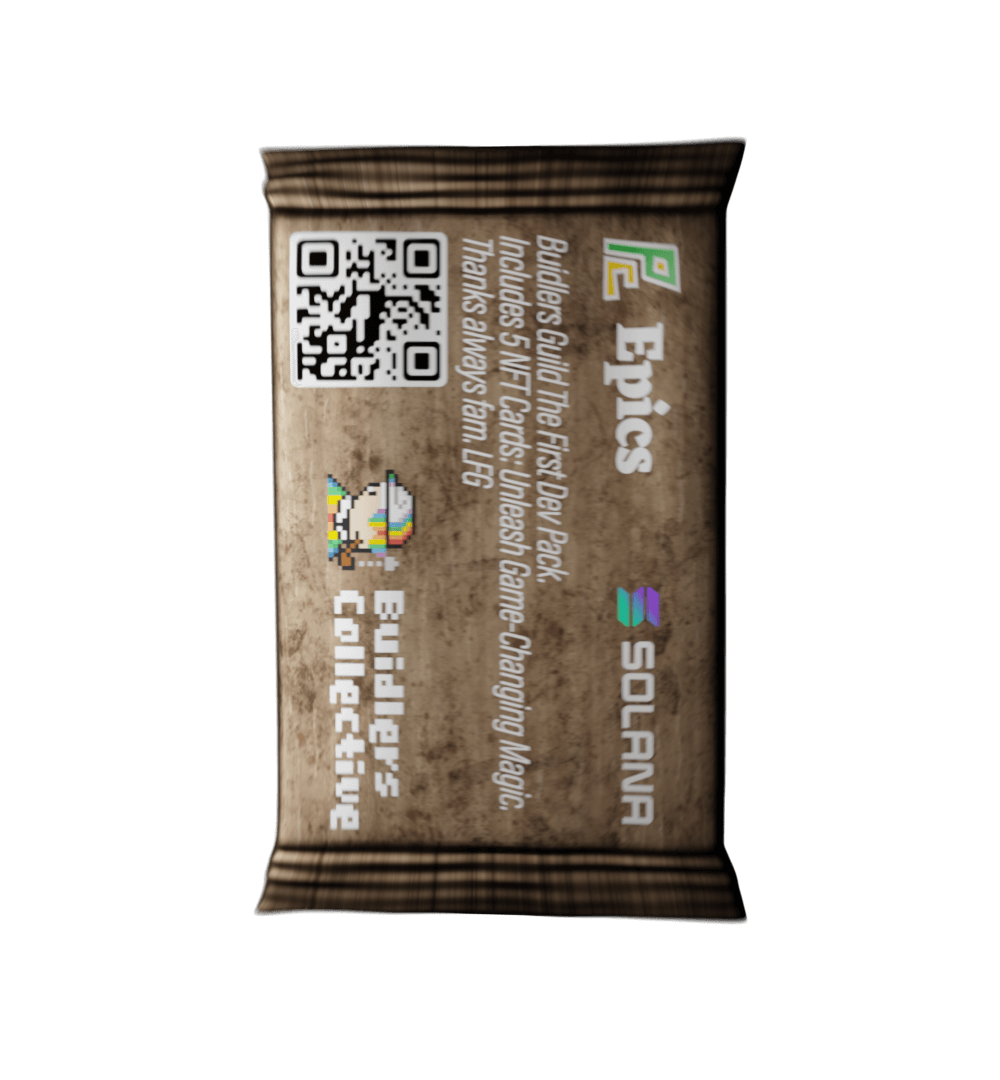 Epics
SOLANA
Buidlers Guild The First Dev Pack.
Includes 5 NFT Cards: Unleash Game-Changing Magic.
Thanks always fam. LFG
Buidlers
Collective